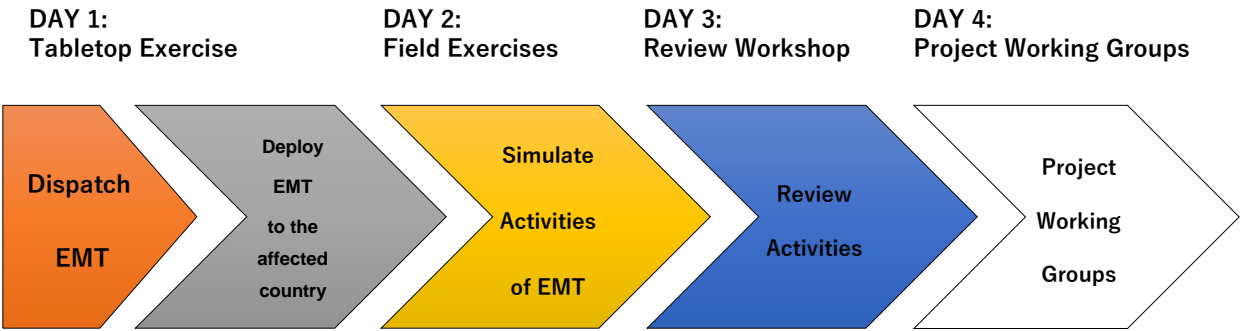 DAY 1:
Tabletop Exercise
DAY 2:
Field Exercises
DAY 3:
Review Workshop
DAY 4:
Project Working Groups
Dispatch
EMT
Deploy
EMT
to the
affected
country
Simulate
Activities
of EMT
Review
Activities
Project
Working
Groups